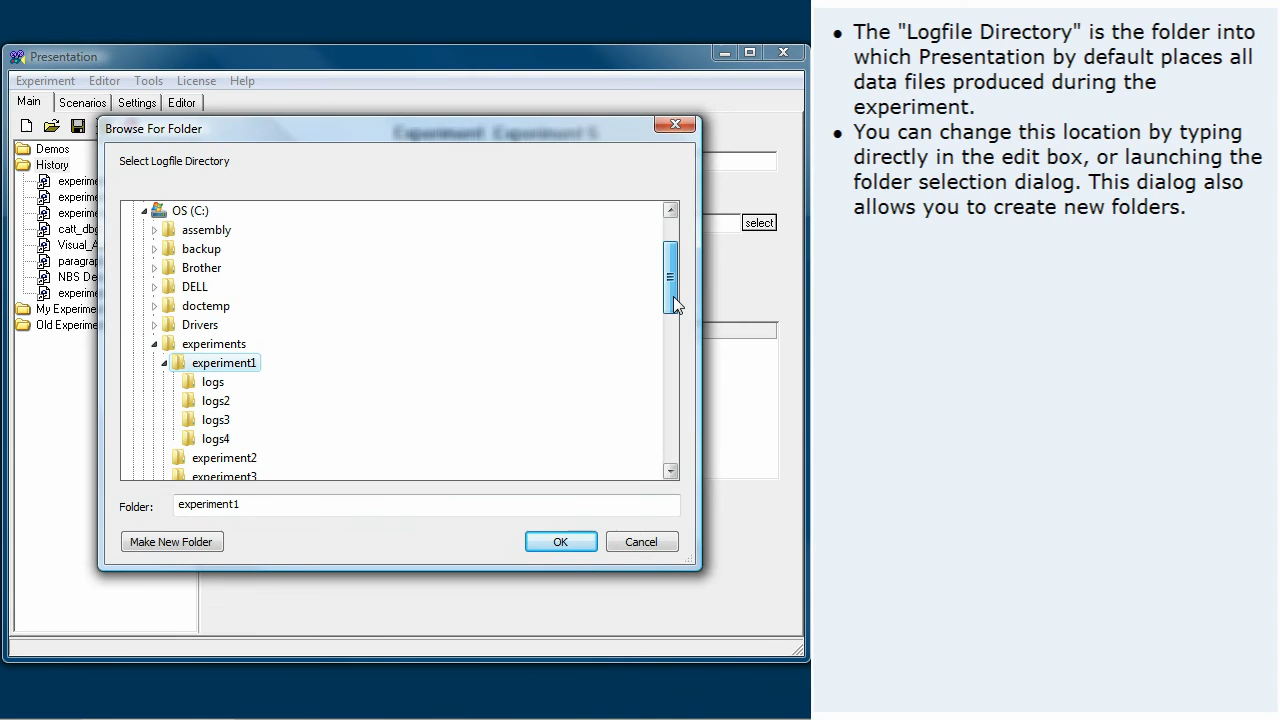 Presentation
Experiment Editor Tools License Help
Main Scenarios Settings Editor
Demos
History
experime
experime
experime
catt_dbg
Visual_A
paragrap
NBS De
experime
My Experime
Old Experim
Experiment: Experiment 6
select
Browse For Folder
Select Logfile Directory
OS (C:)
assembly
backup
Brother
DELL
doctemp
Drivers
experiments
experiment1
logs
logs2
logs3
logs4
experiment2
experiment3
Folder: experiment1
Make New Folder OK Cancel
• The "Logfile Directory" is the folder into
which Presentation by default places all
data files produced during the
experiment.
• You can change this location by typing
directly in the edit box, or launching the
folder selection dialog. This dialog also
allows you to create new folders.